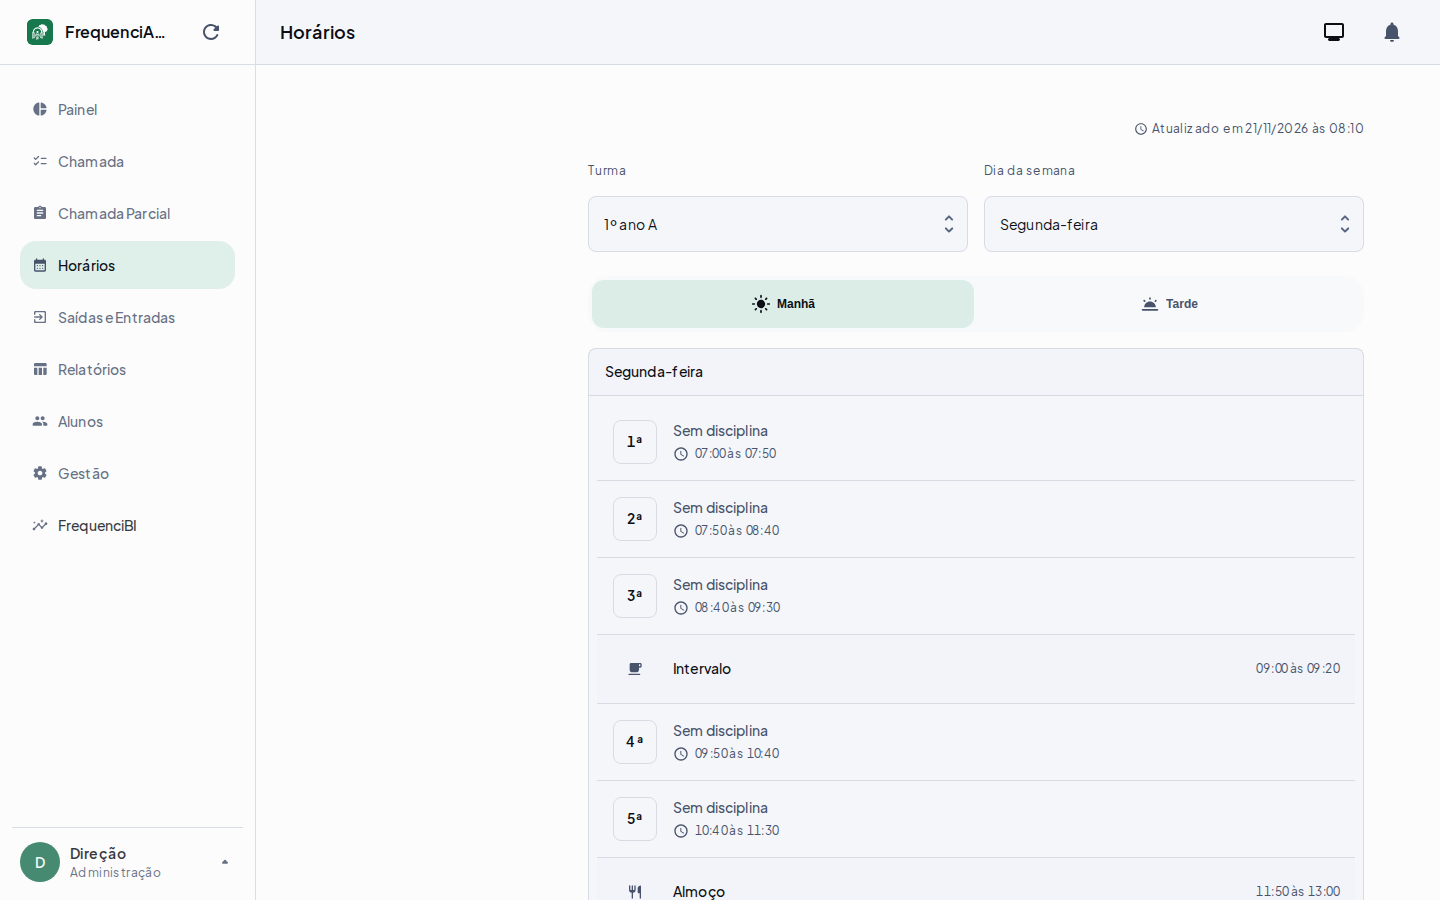 FrequenciA...
Horários
Painel
Chamada
Chamada Parcial
Horários
Saídas e Entradas
Relatórios
Alunos
Gestão
FrequenciBI
D
Direção
Administração
Atualizado em 21/11/2026 às 08:10
Turma
Dia da semana
1º ano A
Segunda-feira
Manhã
Tarde
Segunda-feira
1ª
Sem disciplina
07:00 às 07:50
2ª
Sem disciplina
07:50 às 08:40
3ª
Sem disciplina
08:40 às 09:30
Intervalo
09:00 às 09:20
4ª
Sem disciplina
09:50 às 10:40
5ª
Sem disciplina
10:40 às 11:30
Almoço
11:50 às 13:00